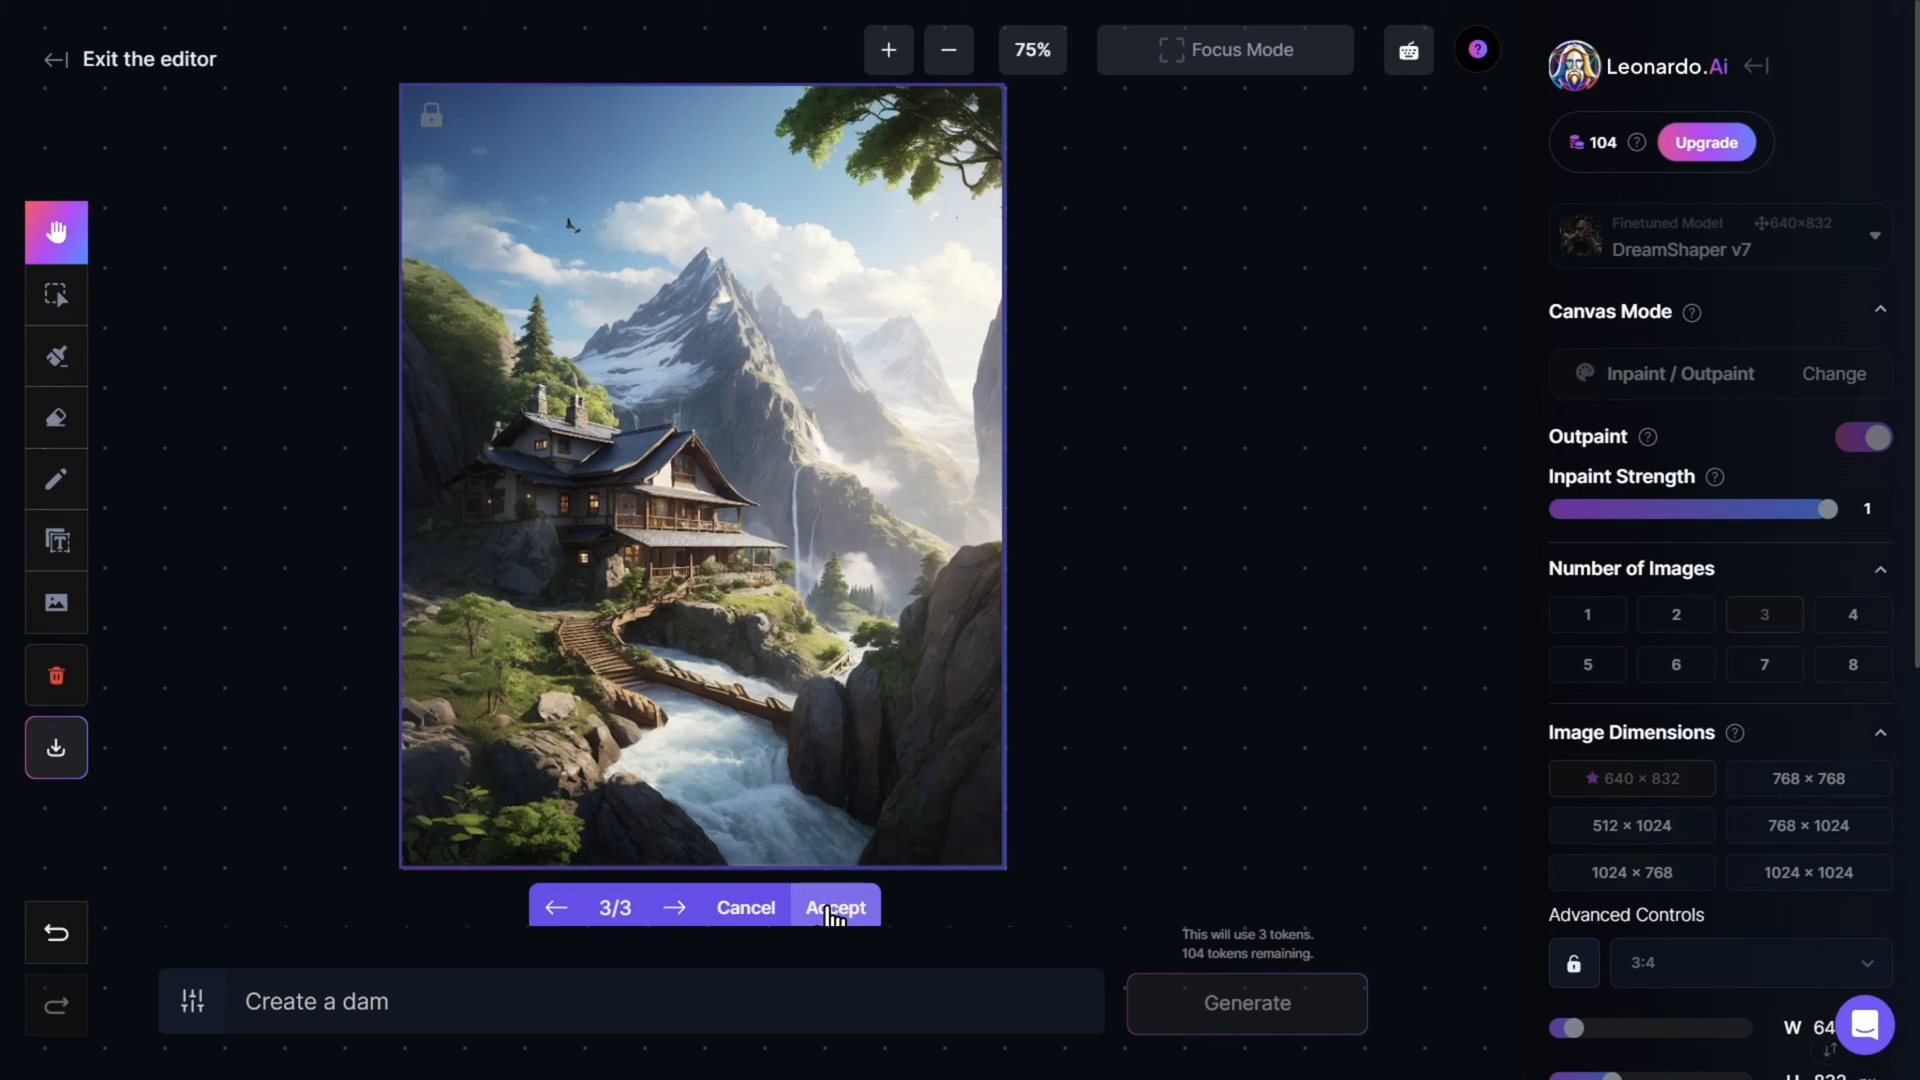 Exit the editor
75%
Focus Mode
?
Leonardo.Ai
104 ? Upgrade
Finetuned Model 640×832
DreamShaper v7
Canvas Mode ?
Inpaint / Outpaint Change
Outpaint ?
Inpaint Strength ?
1
Number of Images
1 2 3 4
5 6 7 8
Image Dimensions ?
640 × 832 768 × 768
512 × 1024 768 × 1024
1024 × 768 1024 × 1024
Advanced Controls
3:4
W 64
T
3/3 Cancel Accept
This will use 3 tokens.
104 tokens remaining.
Create a dam
Generate